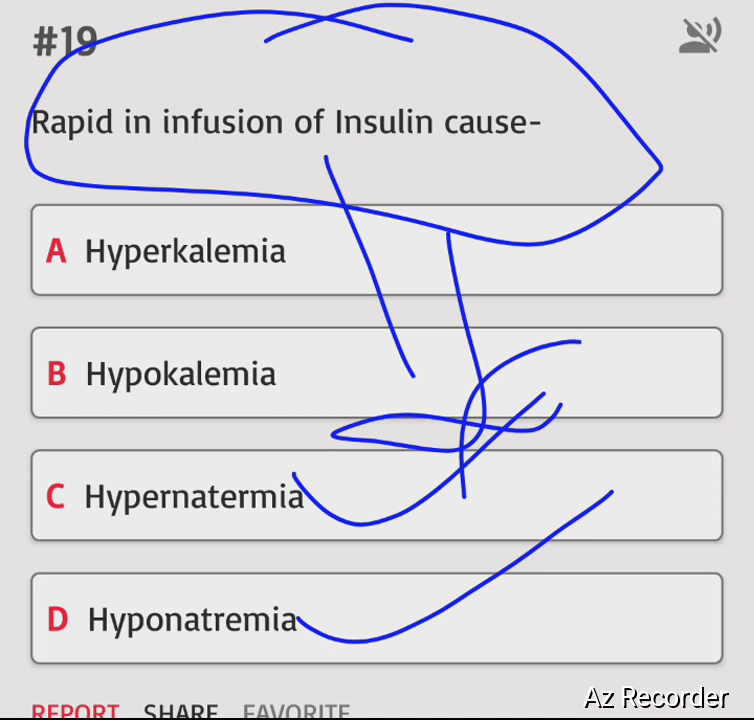 #19
Rapid in infusion of Insulin cause-
A Hyperkalemia
B Hypokalemia
C Hypernatermia
D Hyponatremia
REPORT SHARE FAVORITE
Az Recorder